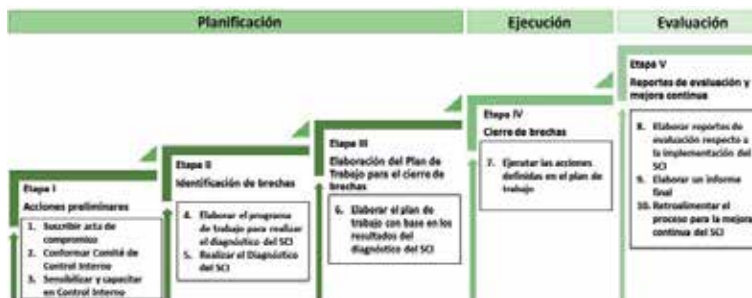 Planificación
Ejecución
Evaluación
Etapa I
Acciones preliminares
1. Suscribir acta de
compromiso
2. Conformar Comité de
Control Interno
3. Sensibilizar y capacitar
en Control Interno
Etapa II
Identificación de brechas
4. Elaborar el programa
de trabajo para realizar
el diagnóstico del SCI
5. Realizar el Diagnóstico
del SCI
Etapa III
Elaboración del Plan de
Trabajo para el cierre de
brechas
6. Elaborar el plan de
trabajo con base en los
resultados del
diagnóstico del SCI
Etapa IV
Cierre de brechas
7. Ejecutar las acciones
definidas en el plan de
trabajo
Etapa V
Reportes de evaluación y
mejora continua
8. Elaborar reportes de
evaluación respecto a
la implementación del
SCI
9. Elaborar un informe
final
10. Retroalimentar el
proceso para la mejora
continua del SCI